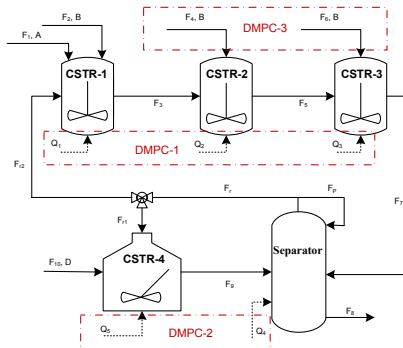 F4, B
F6, B
DMPC-3
F2, B
F1, A
CSTR-1
CSTR-2
CSTR-3
F3
F5
Q1
Q2
Q3
DMPC-1
Fr2
Fr
FP
F7
Fr1
Separator
CSTR-4
F10, D
F9
F8
Q5
Q4
DMPC-2